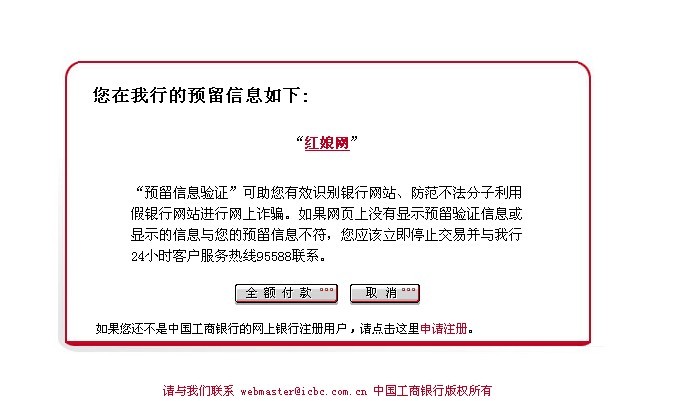 您在我行的预留信息如下:
“红娘网”
“预留信息验证”可助您有效识别银行网站、防范不法分子利用
假银行网站进行网上诈骗。如果网页上没有显示预留验证信息或
显示的信息与您的预留信息不符，您应该立即停止交易并与我行
24小时客户服务热线95588联系。
全 额 付 款 取 消
如果您还不是中国工商银行的网上银行注册用户，请点击这里申请注册。
请与我们联系 webmaster@icbc.com.cn 中国工商银行版权所有